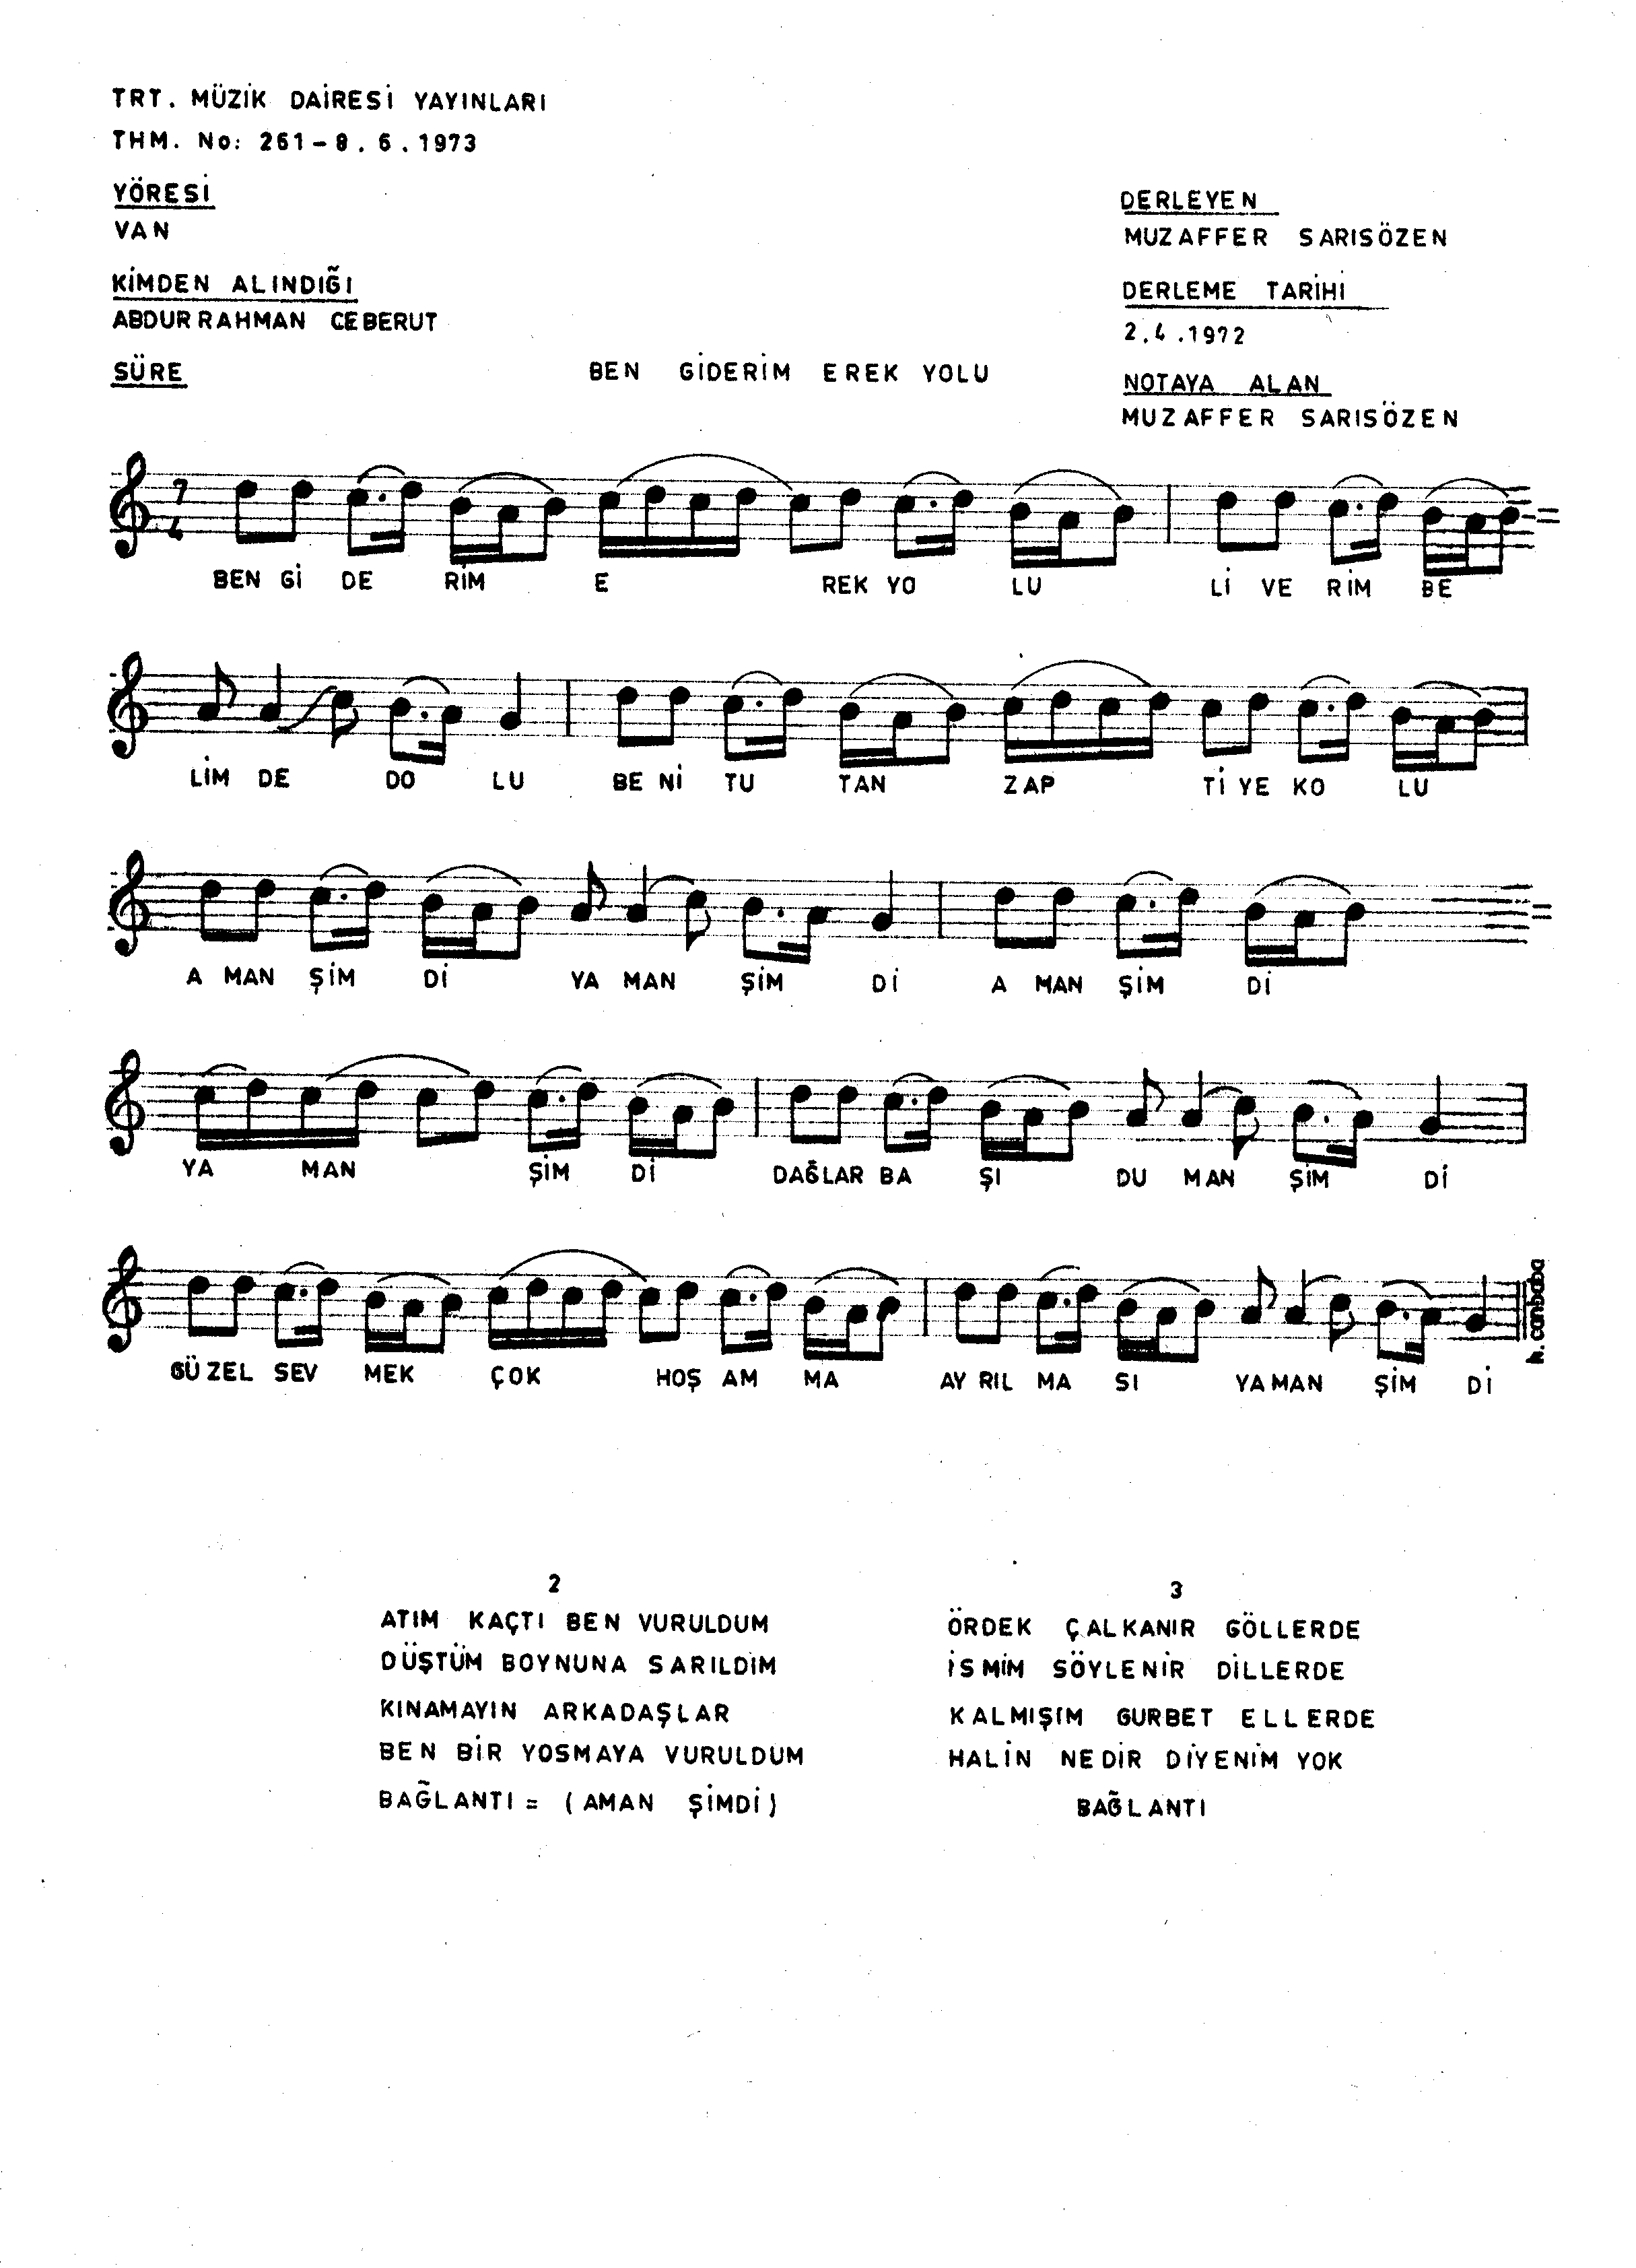 TRT. MÜZİK DAİRESİ YAYINLARI
THM. No: 261-8.6.1973
YÖRESİ
VAN
KİMDEN ALINDIĞI
ABDURRAHMAN CEBERUT
SÜRE
DERLEYEN
MUZAFFER SARISÖZEN
DERLEME TARİHİ
2.4.1972
NOTAYA ALAN
MUZAFFER SARISÖZEN
BEN GİDERİM EREK YOLU
7
4
BEN Gİ DE RİM E REK YO LU Lİ VE RİM BE
LİM DE DO LU BE Nİ TU TAN ZAP Tİ YE KO LU
A MAN ŞİM Dİ YA MAN ŞİM Dİ A MAN ŞİM Dİ
YA MAN ŞİM Dİ DAĞLAR BA ŞI DU MAN ŞİM Dİ
GÜ ZEL SEV MEK ÇOK HOŞ AM MA AY RIL MA SI YA MAN ŞİM Dİ
h. canbaba
2
ATIM KAÇTI BEN VURULDUM
DÜŞTÜM BOYNUNA SARILDIM
KINAMAYIN ARKADAŞLAR
BEN BİR YOSMAYA VURULDUM
BAĞLANTI = (AMAN ŞİMDİ)
3
ÖRDEK ÇALKANIR GÖLLERDE
İSMİM SÖYLENİR DİLLERDE
KALMIŞIM GURBET ELLERDE
HALİN NEDİR DİYENİM YOK
BAĞLANTI